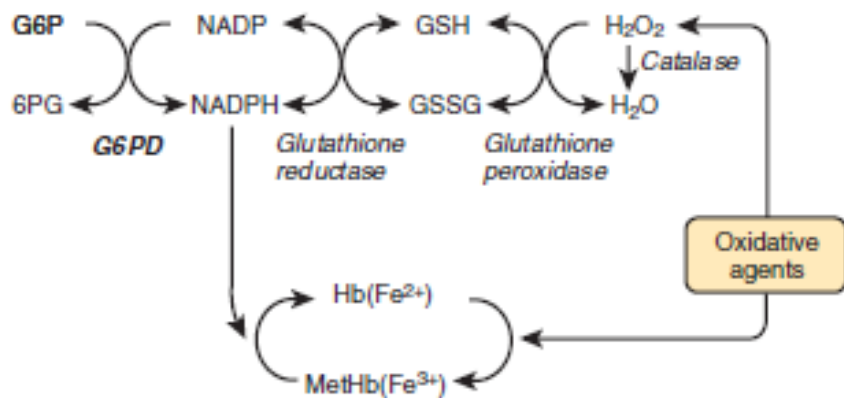 G6P NADP GSH H₂O₂
Catalase
6PG NADPH GSSG H₂O
G6PD Glutathione reductase Glutathione peroxidase
Oxidative
agents
Hb(Fe²⁺)
MetHb(Fe³⁺)